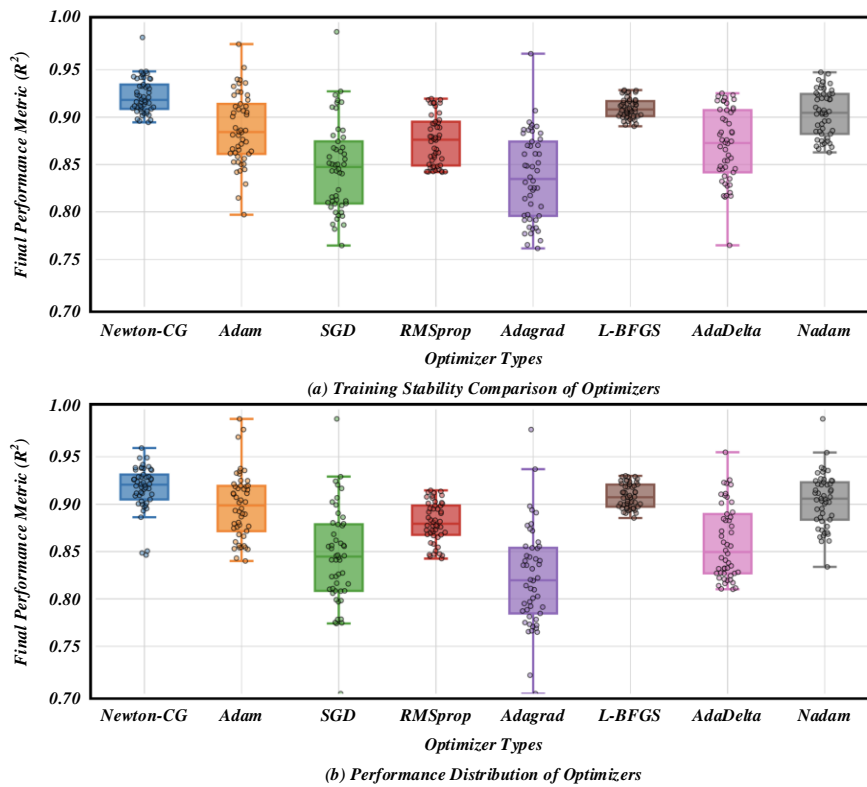 1.00
0.95
0.90
0.85
0.80
0.75
0.70
Final Performance Metric (R²)
Newton-CG Adam SGD RMSprop Adagrad L-BFGS AdaDelta Nadam
Optimizer Types
(a) Training Stability Comparison of Optimizers
1.00
0.95
0.90
0.85
0.80
0.75
0.70
Final Performance Metric (R²)
Newton-CG Adam SGD RMSprop Adagrad L-BFGS AdaDelta Nadam
Optimizer Types
(b) Performance Distribution of Optimizers